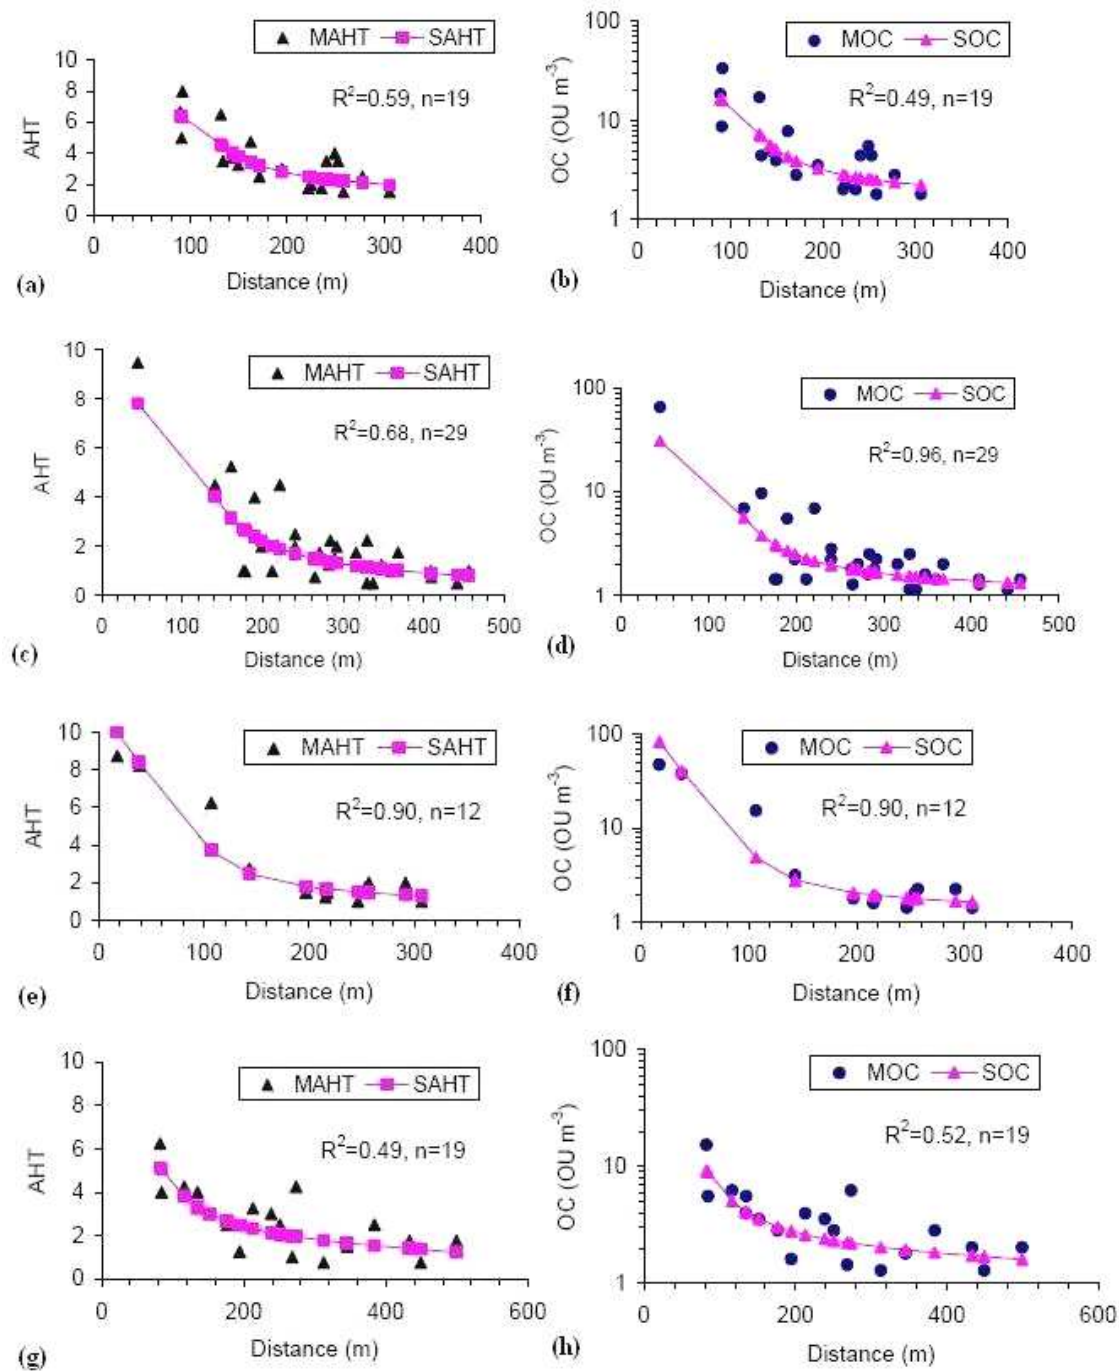 MAHT SAHT
R²=0.59, n=19
AHT
10
8
6
4
2
0
0 100 200 300 400
Distance (m)
(a)
MOC SOC
R²=0.49, n=19
OC (OU m⁻³)
100
10
1
0 100 200 300 400
Distance (m)
(b)
MAHT SAHT
R²=0.68, n=29
AHT
10
8
6
4
2
0
0 100 200 300 400 500
Distance (m)
(c)
MOC SOC
R²=0.96, n=29
OC (OU m⁻³)
100
10
1
0 100 200 300 400 500
Distance (m)
(d)
MAHT SAHT
R²=0.90, n=12
AHT
10
8
6
4
2
0
0 100 200 300 400
Distance (m)
(e)
MOC SOC
R²=0.90, n=12
OC (OU m⁻³)
100
10
1
0 100 200 300 400
Distance (m)
(f)
MAHT SAHT
R²=0.49, n=19
AHT
10
8
6
4
2
0
0 200 400 600
Distance (m)
(g)
MOC SOC
R²=0.52, n=19
OC (OU m⁻³)
100
10
1
0 200 400 600
Distance (m)
(h)